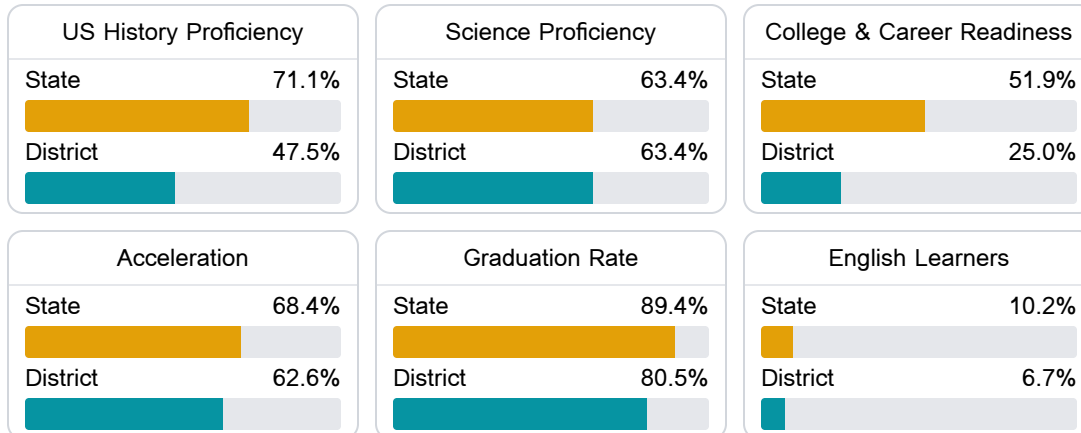 US History Proficiency
State 71.1%
District 47.5%
Science Proficiency
State 63.4%
District 63.4%
College & Career Readiness
State 51.9%
District 25.0%
Acceleration
State 68.4%
District 62.6%
Graduation Rate
State 89.4%
District 80.5%
English Learners
State 10.2%
District 6.7%